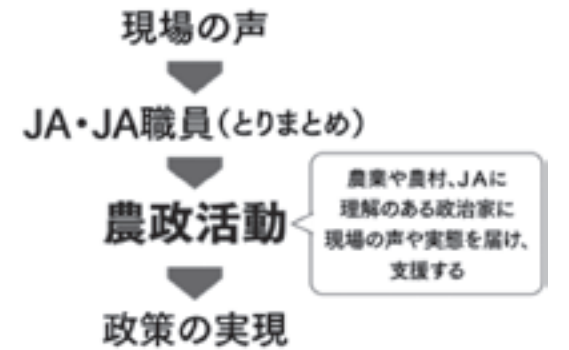 現場の声
JA・JA職員（とりまとめ）
農政活動
農業や農村、JAに
理解のある政治家に
現場の声や実態を届け、
支援する
政策の実現